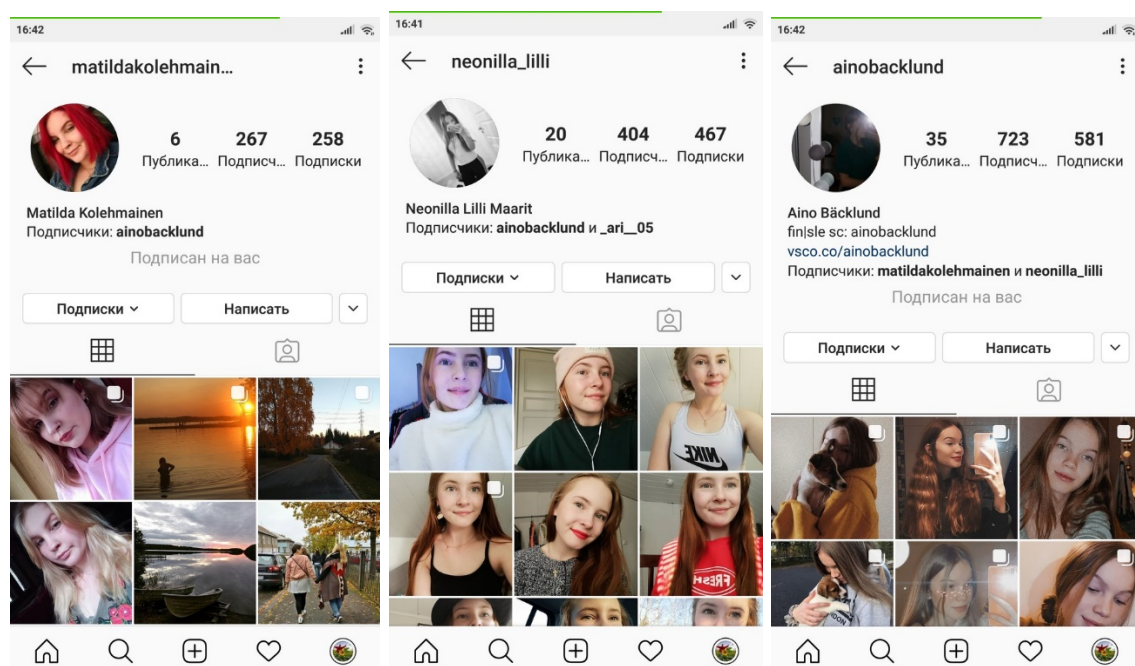 16:42
matildakolehmain...
6 267 258
Публика... Подписч... Подписки
Matilda Kolehmainen
Подписчики: ainobacklund
Подписан на вас
Подписки Написать
16:41
neonilla_lilli
20 404 467
Публика... Подписч... Подписки
Neonilla Lilli Maarit
Подписчики: ainobacklund и _ari__05
Подписки Написать
NIKE
FRESH
16:42
ainobacklund
35 723 581
Публика... Подписч... Подписки
Aino Bäcklund
fin|sle sc: ainobacklund
vsco.co/ainobacklund
Подписчики: matildakolehmainen и neonilla_lilli
Подписан на вас
Подписки Написать